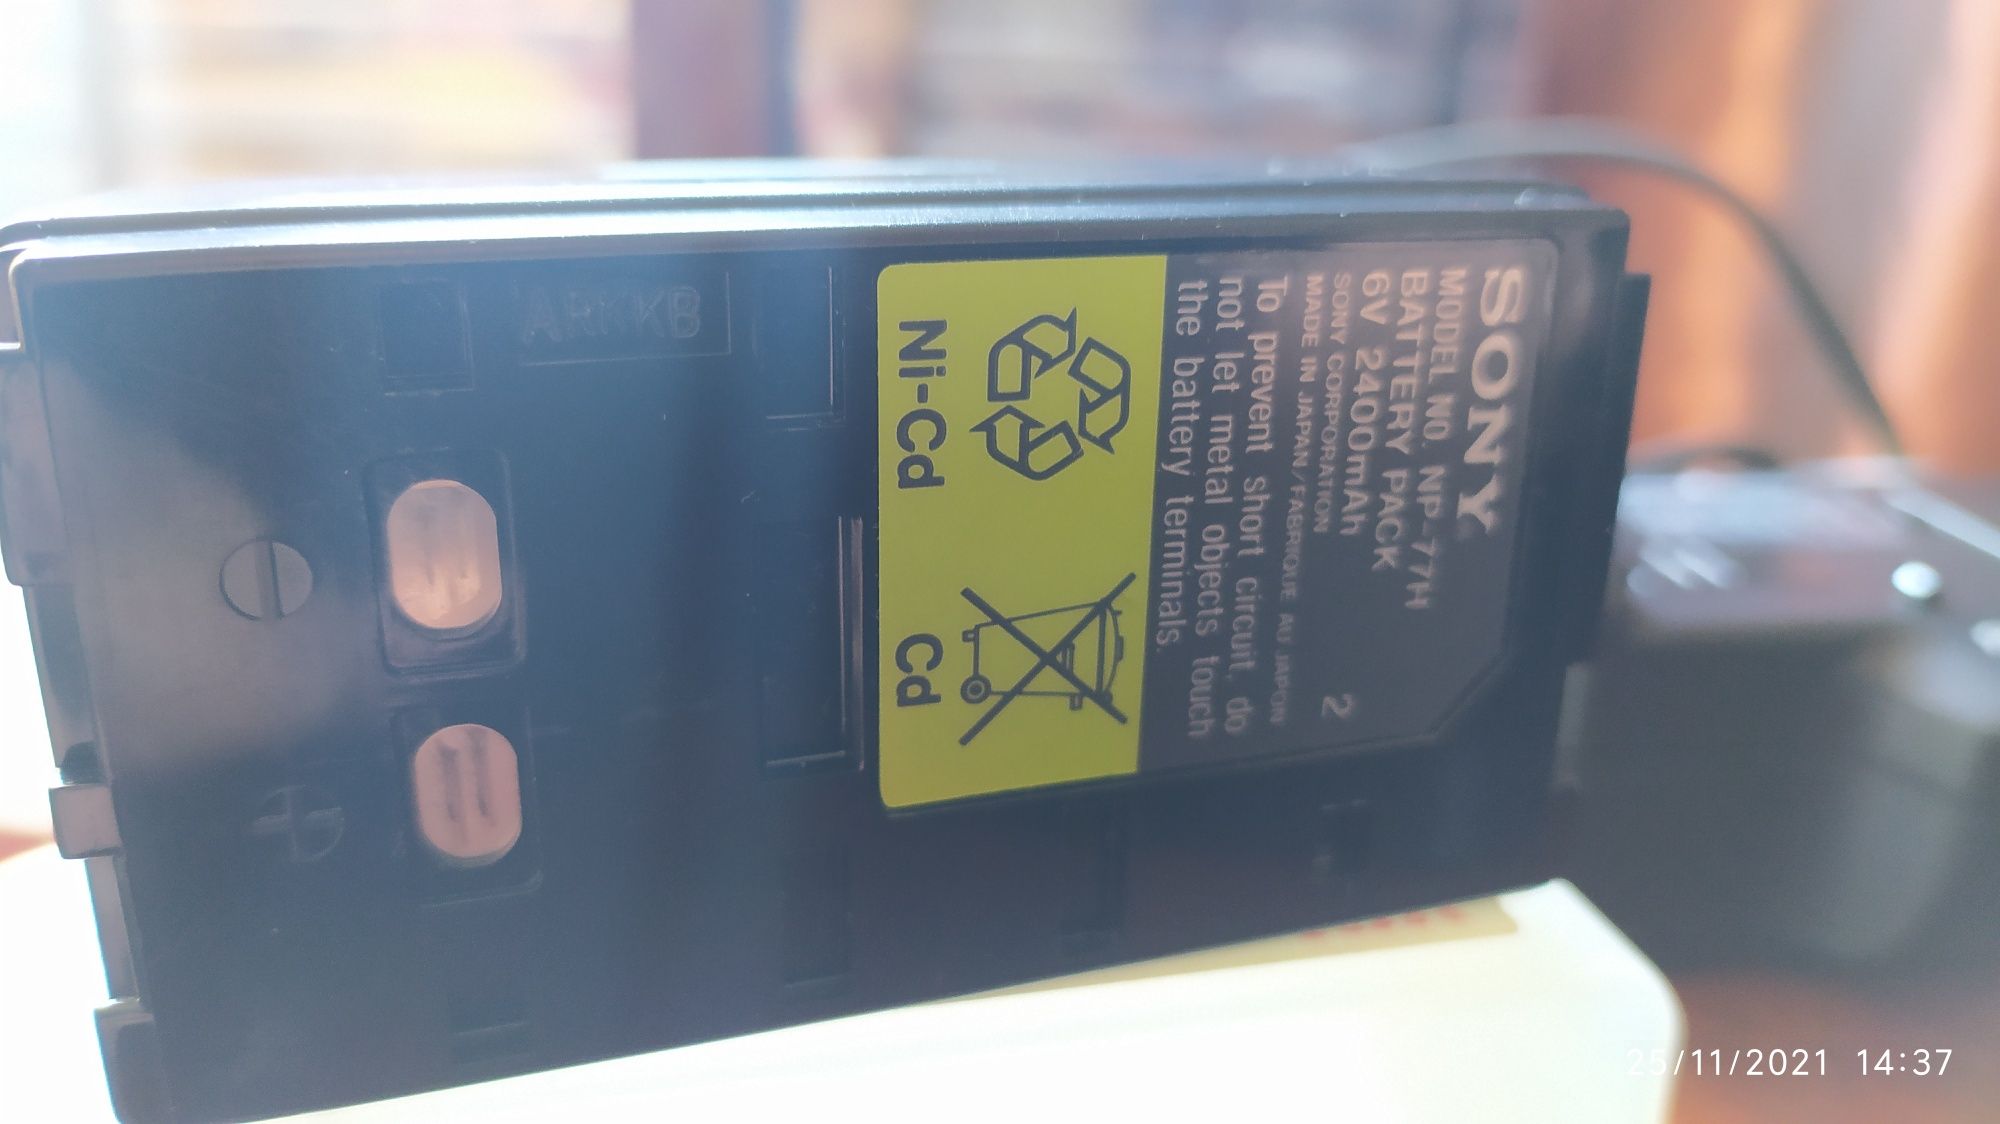 SONY
MODEL NO. NP-77H
BATTERY PACK
6V 2400mAh
SONY CORPORATION
MADE IN JAPAN/FABRIQUE AU JAPON
2
To prevent short circuit, do
not let metal objects touch
the battery terminals.
Ni-Cd
Cd
25/11/2021 14:37